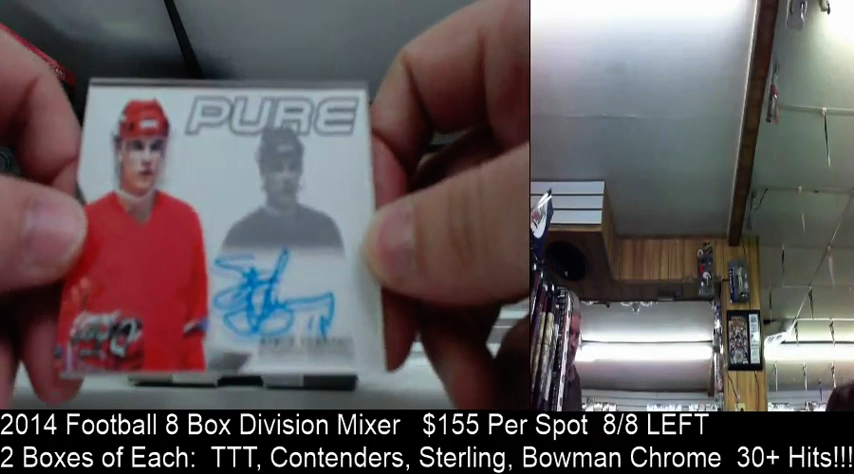 PURE
2014 Football 8 Box Division Mixer $155 Per Spot 8/8 LEFT
2 Boxes of Each: TTT, Contenders, Sterling, Bowman Chrome 30+ Hits!!!